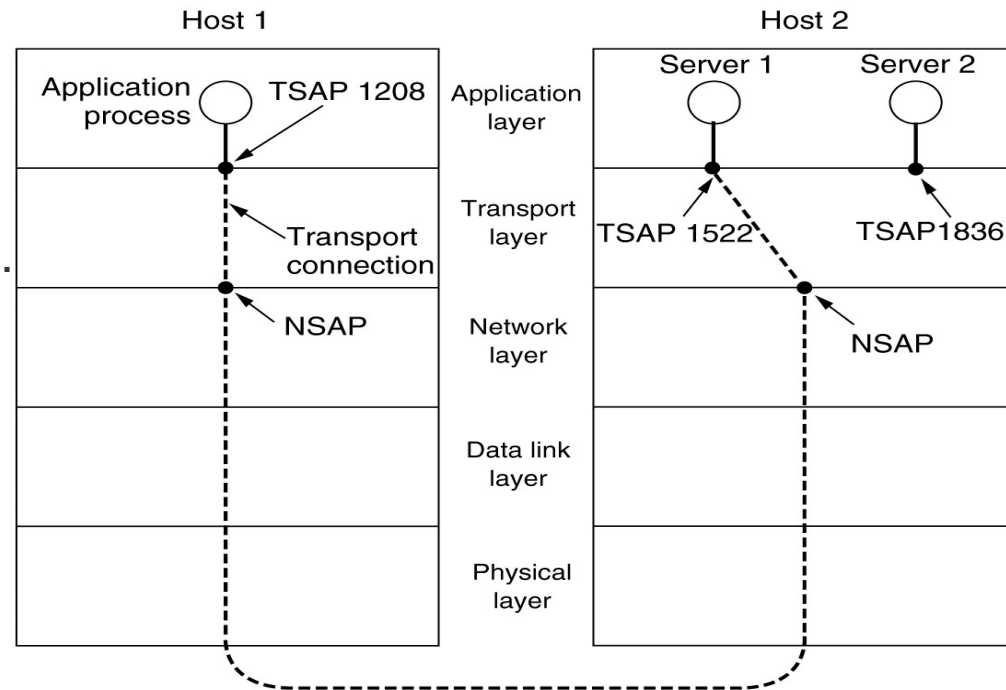 Host 1
Host 2
Application
process
TSAP 1208
Application
layer
Server 1
Server 2
Transport
connection
Transport
layer
TSAP 1522
TSAP1836
NSAP
Network
layer
NSAP
Data link
layer
Physical
layer